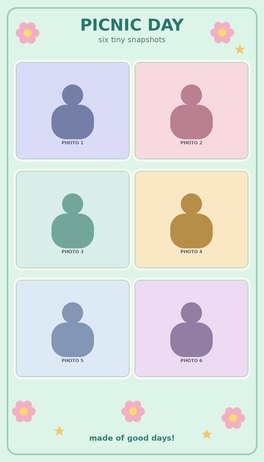 PICNIC DAY
six tiny snapshots
PHOTO 1
PHOTO 2
PHOTO 3
PHOTO 4
PHOTO 5
PHOTO 6
made of good days!